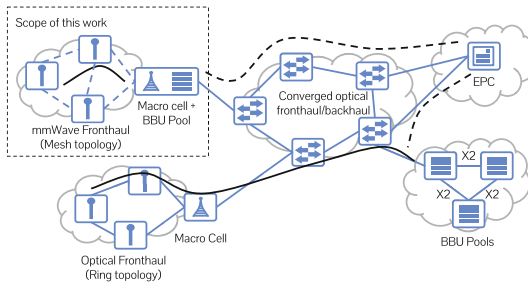 Scope of this work
Macro cell +
BBU Pool
mmWave Fronthaul
(Mesh topology)
Converged optical
fronthaul/backhaul
EPC
X2
X2
X2
BBU Pools
Macro Cell
Optical Fronthaul
(Ring topology)